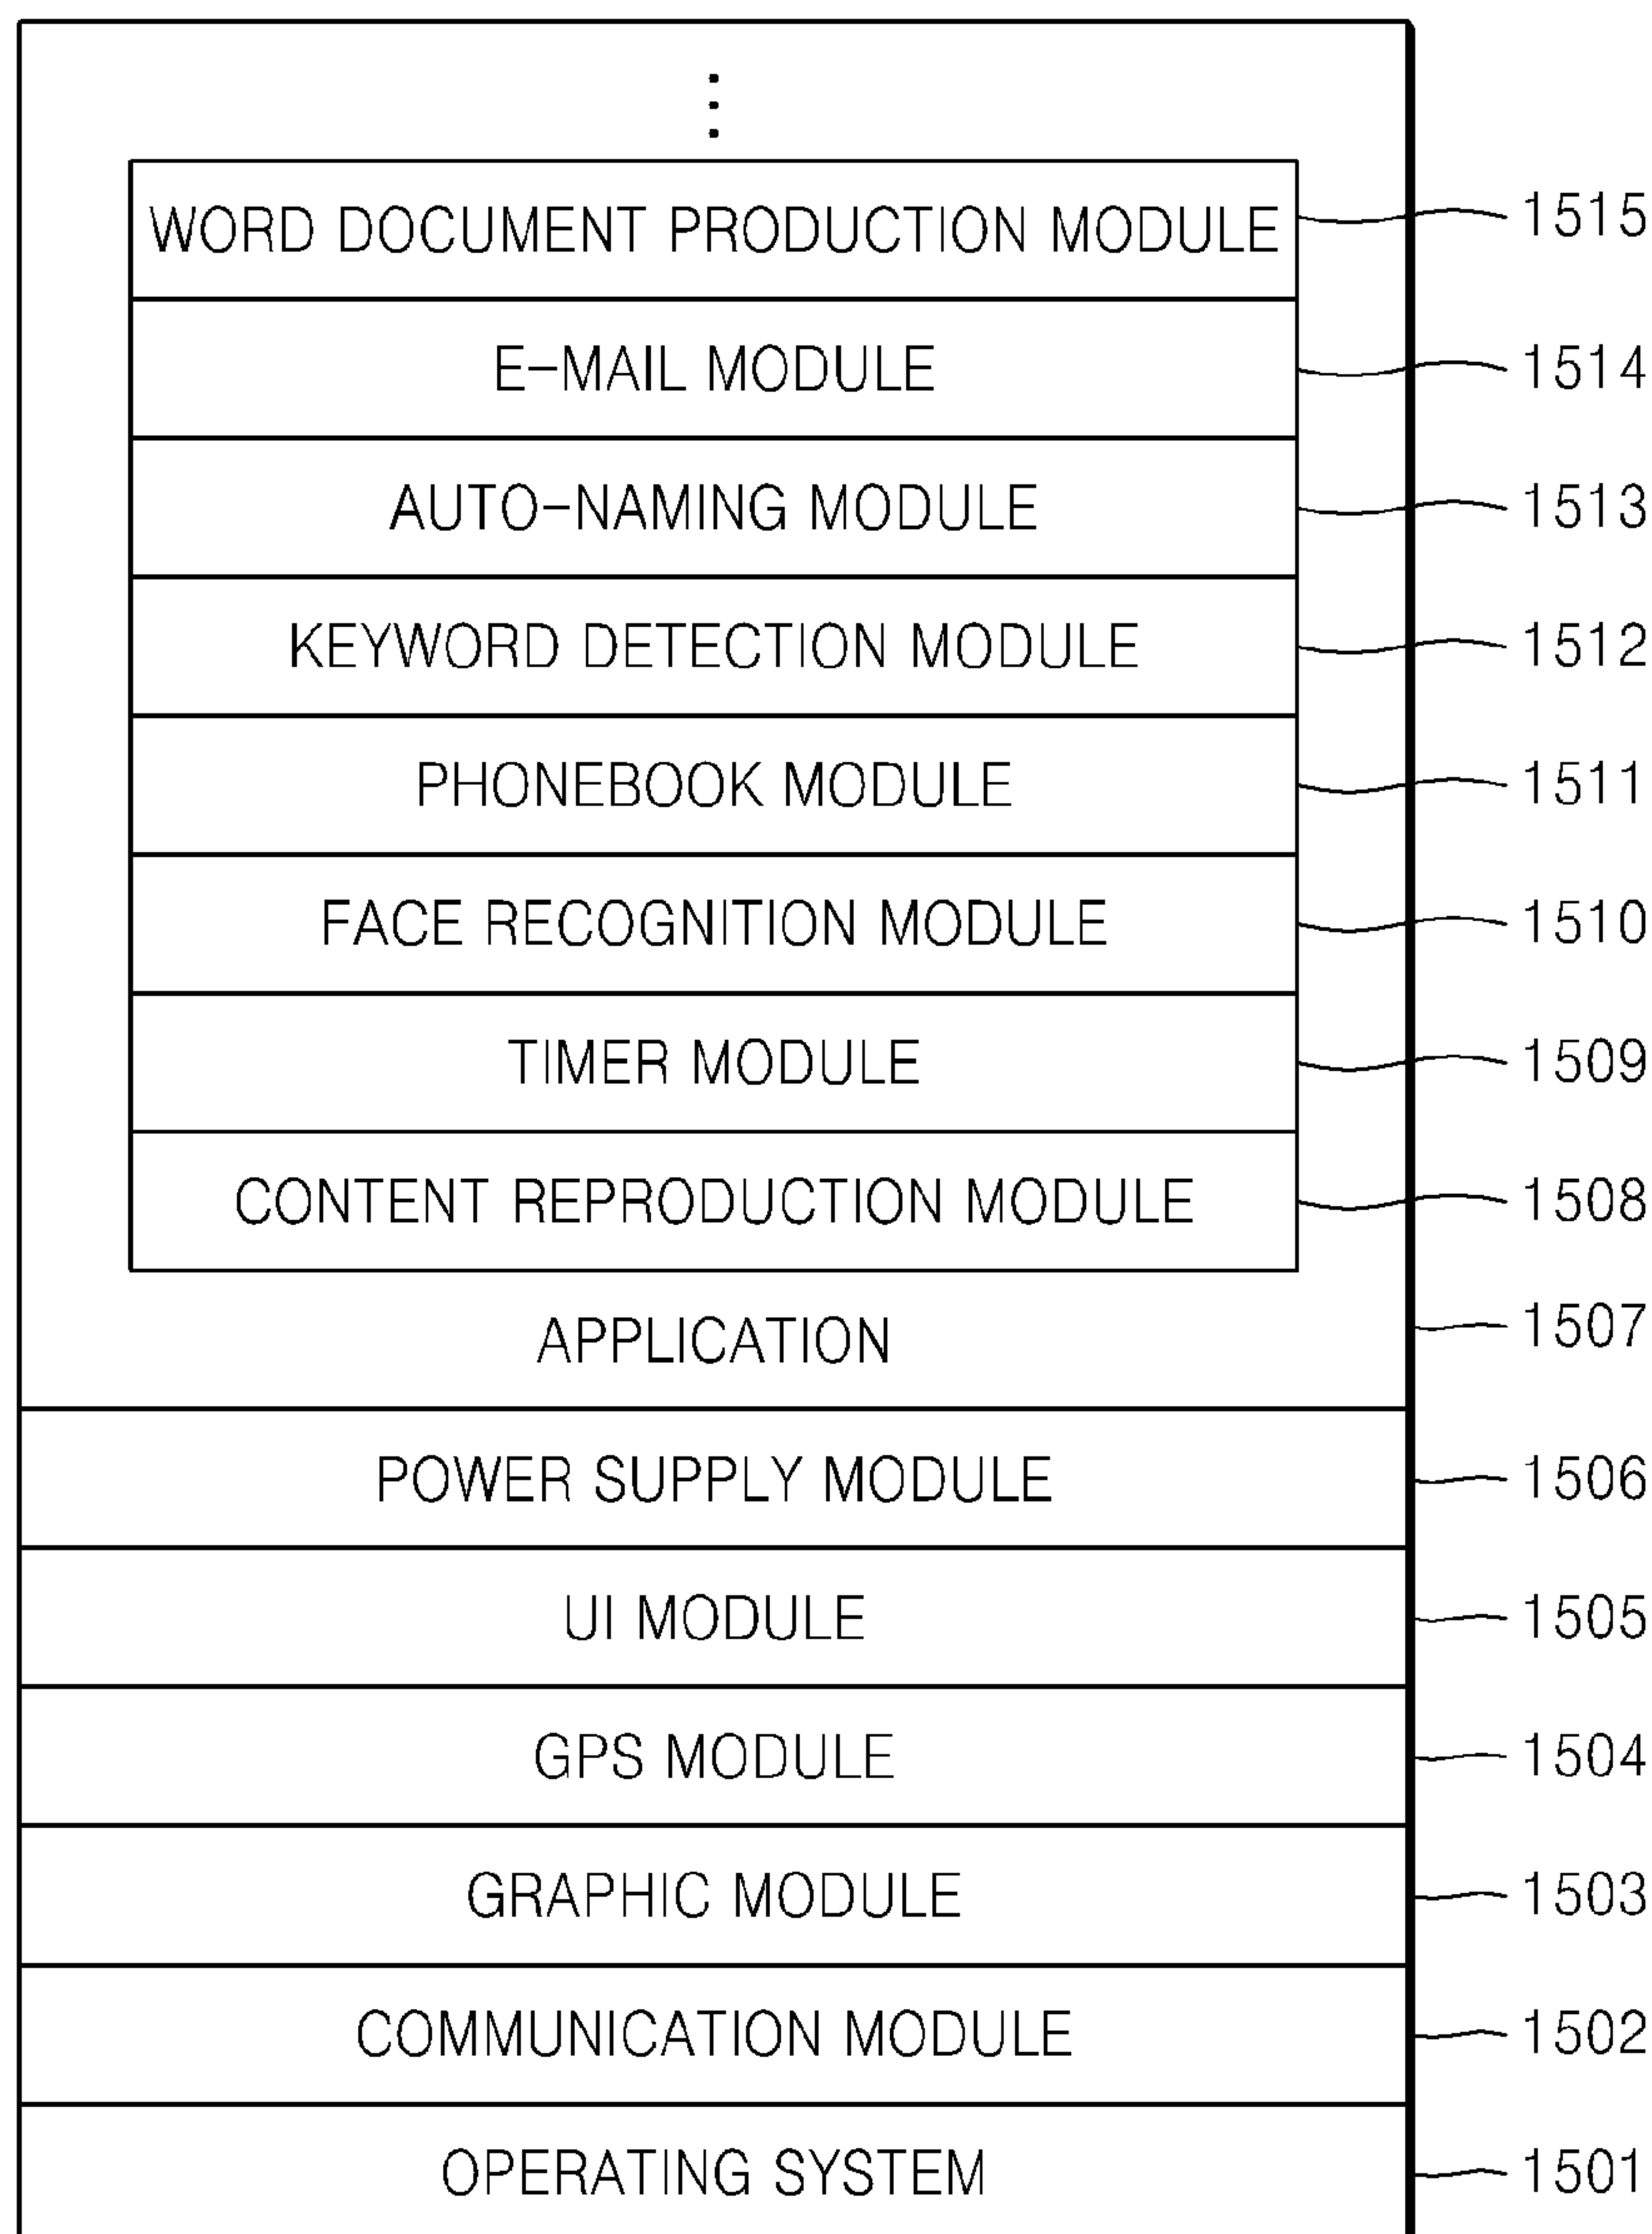 WORD DOCUMENT PRODUCTION MODULE 1515
E-MAIL MODULE 1514
AUTO-NAMING MODULE 1513
KEYWORD DETECTION MODULE 1512
PHONEBOOK MODULE 1511
FACE RECOGNITION MODULE 1510
TIMER MODULE 1509
CONTENT REPRODUCTION MODULE 1508
APPLICATION 1507
POWER SUPPLY MODULE 1506
UI MODULE 1505
GPS MODULE 1504
GRAPHIC MODULE 1503
COMMUNICATION MODULE 1502
OPERATING SYSTEM 1501